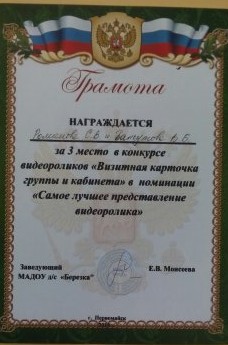 Грамота
НАГРАЖДАЕТСЯ
за 3 место в конкурсе
видеороликов «Визитная карточка
группы и кабинета» в номинации
«Самое лучшее представление
видеоролика»
Заведующий
МАДОУ д/с "Березка" Е.В. Моисеева
г. Первомайск